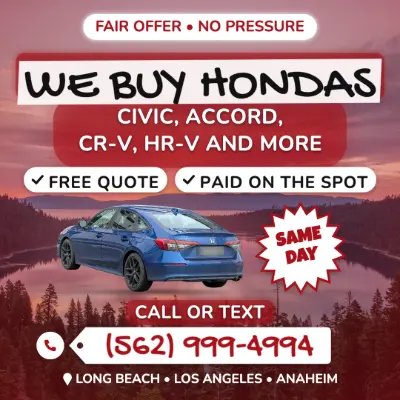 FAIR OFFER • NO PRESSURE
WE BUY HONDAS
CIVIC, ACCORD,
CR-V, HR-V AND MORE
✓ FREE QUOTE ✓ PAID ON THE SPOT
SAME
DAY
CALL OR TEXT
(562) 999-4994
LONG BEACH • LOS ANGELES • ANAHEIM